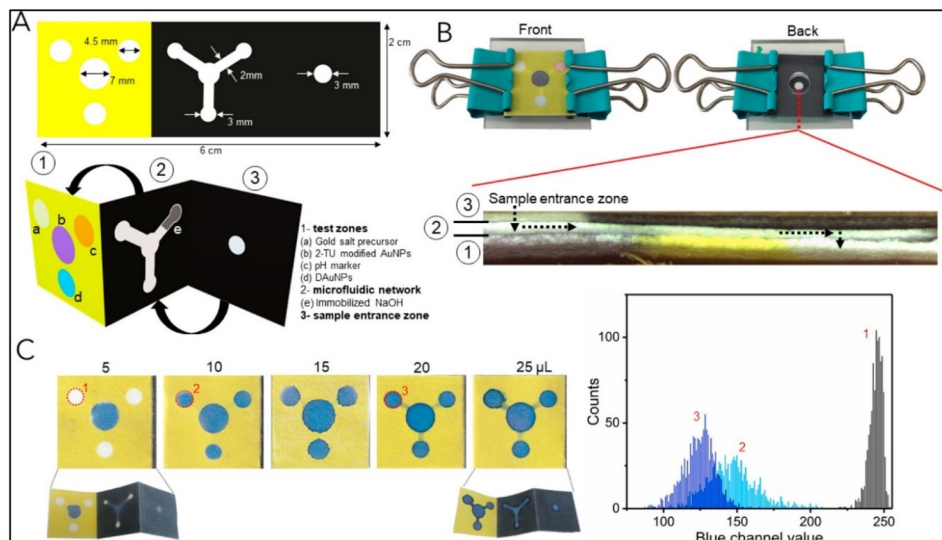 A
4.5 mm
7 mm
2mm
3 mm
3 mm
2 cm
6 cm
1
2
3
a
b
c
d
e
1- test zones
(a) Gold salt precursor
(b) 2-TU modified AuNPs
(c) pH marker
(d) DAuNPs
2- microfluidic network
(e) Immobilized NaOH
3- sample entrance zone
B
Front
Back
Sample entrance zone
3
2
1
C
5
10
15
20
25 µL
1
2
3
Counts
100
50
0
1
3
2
100
150
200
250
Blue channel value